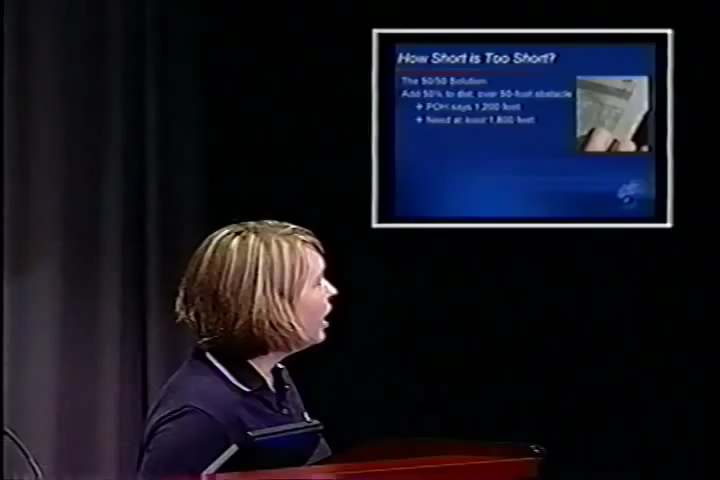 How Short is Too Short?
The 50/50 Solution
Add 50% to dist. over 50-foot obstacle
POH says 1,200 feet
Need at least 1,800 feet